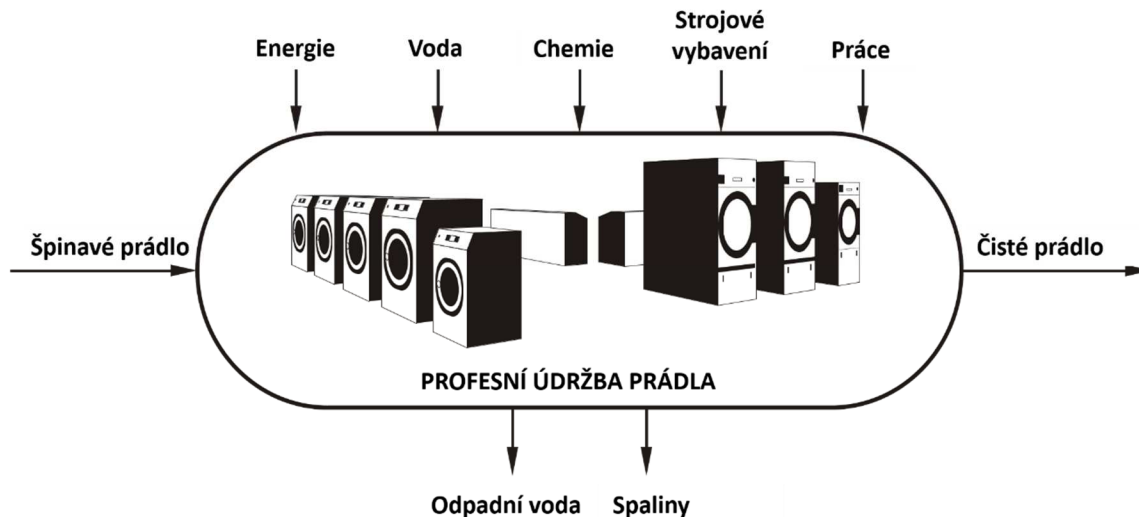 Energie
Voda
Chemie
Strojové
vybavení
Práce
Špinavé prádlo
Čisté prádlo
PROFESNÍ ÚDRŽBA PRÁDLA
Odpadní voda
Spaliny